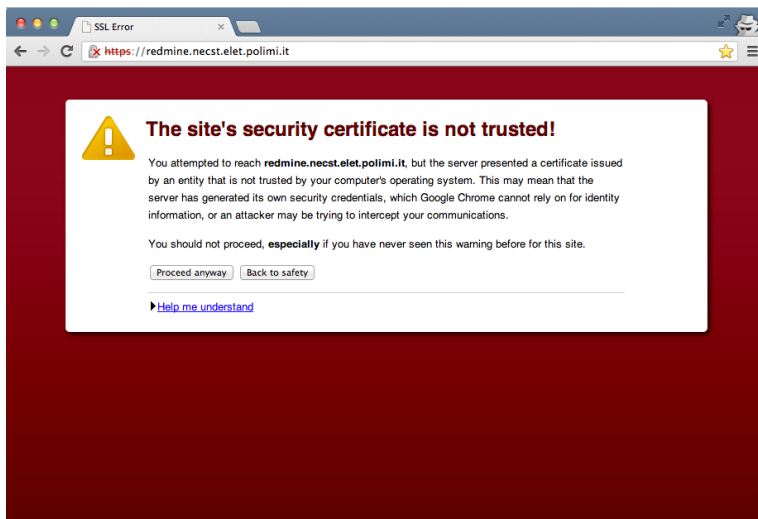 SSL Error
https://redmine.necst.elet.polimi.it
The site's security certificate is not trusted!
You attempted to reach redmine.necst.elet.polimi.it, but the server presented a certificate issued
by an entity that is not trusted by your computer's operating system. This may mean that the
server has generated its own security credentials, which Google Chrome cannot rely on for identity
information, or an attacker may be trying to intercept your communications.
You should not proceed, especially if you have never seen this warning before for this site.
Proceed anyway Back to safety
Help me understand